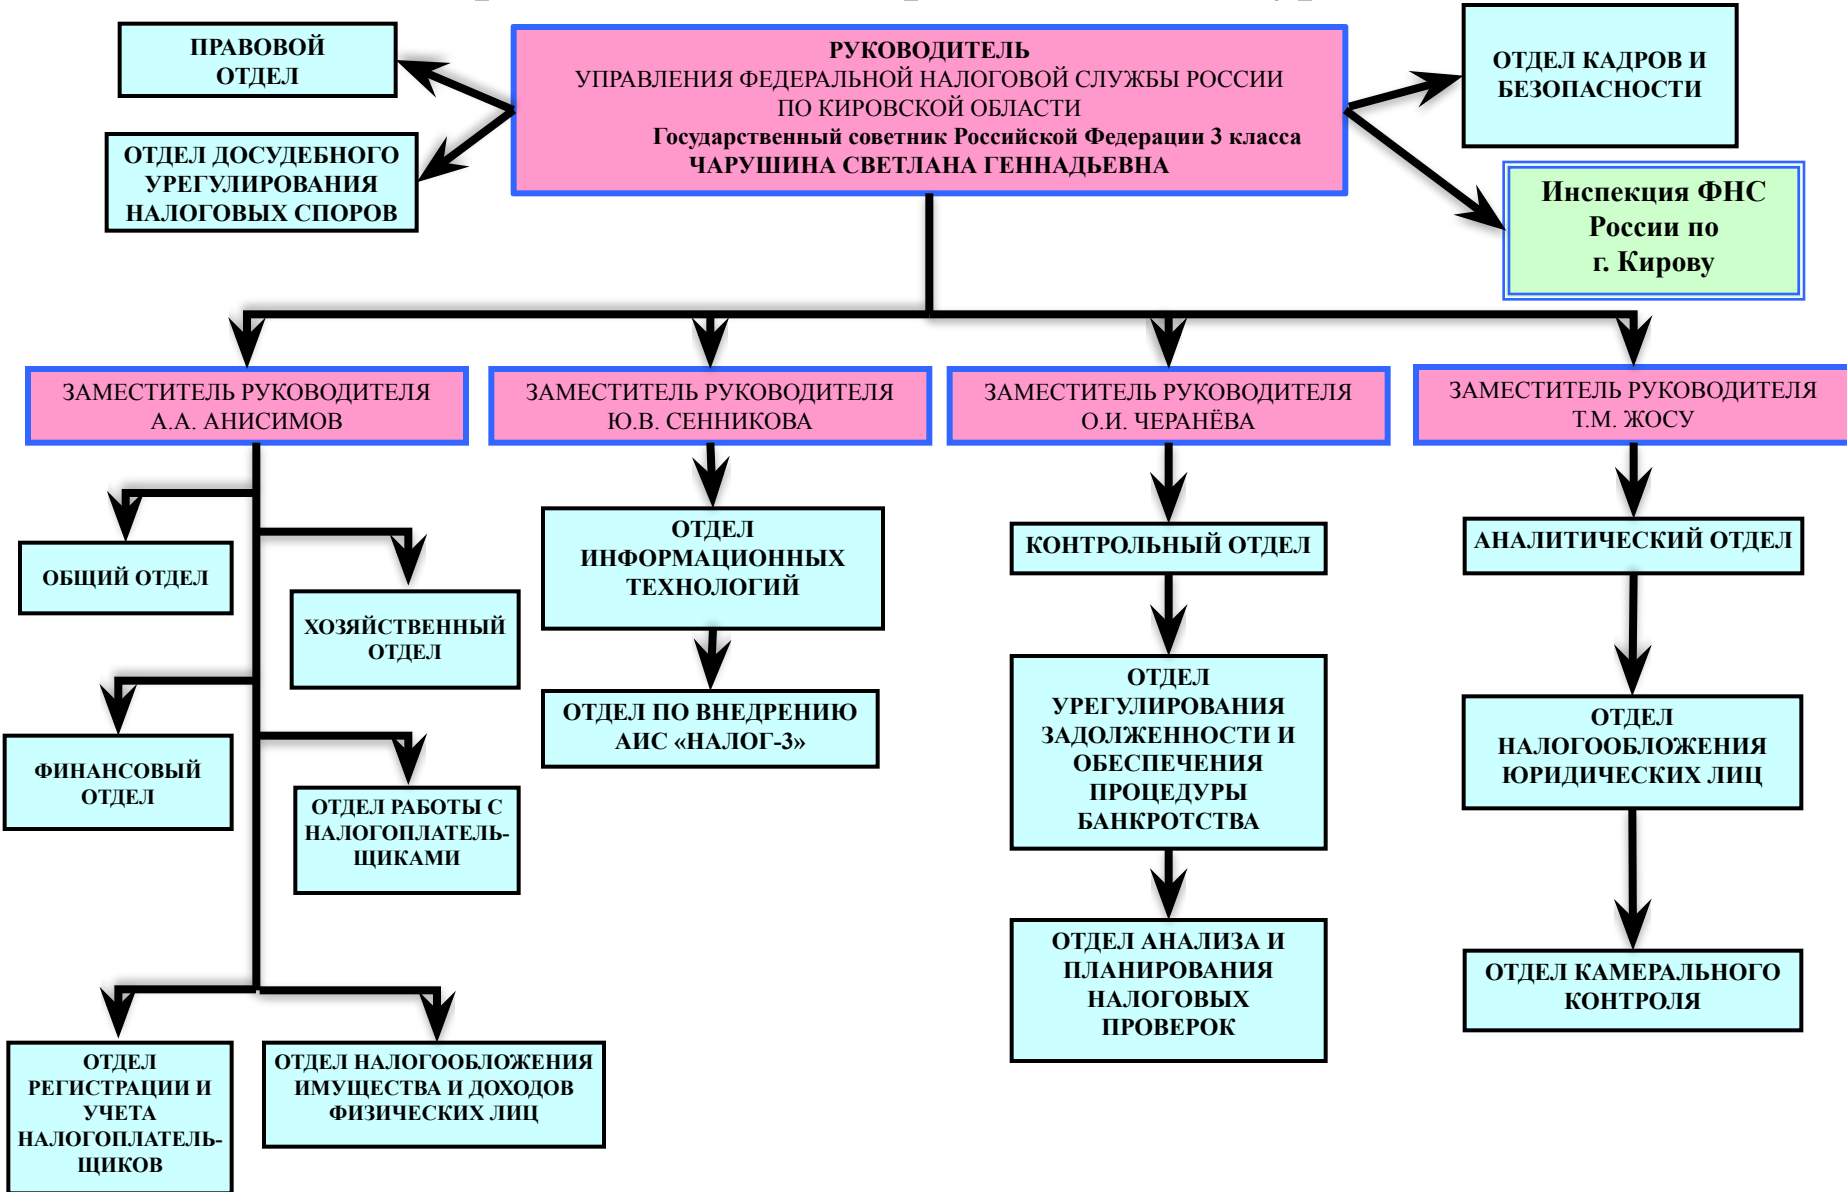 ПРАВОВОЙ
ОТДЕЛ
РУКОВОДИТЕЛЬ
УПРАВЛЕНИЯ ФЕДЕРАЛЬНОЙ НАЛОГОВОЙ СЛУЖБЫ РОССИИ
ПО КИРОВСКОЙ ОБЛАСТИ
Государственный советник Российской Федерации 3 класса
ЧАРУШИНА СВЕТЛАНА ГЕННАДЬЕВНА
ОТДЕЛ КАДРОВ И
БЕЗОПАСНОСТИ
ОТДЕЛ ДОСУДЕБНОГО
УРЕГУЛИРОВАНИЯ
НАЛОГОВЫХ СПОРОВ
Инспекция ФНС
России по
г. Кирову
ЗАМЕСТИТЕЛЬ РУКОВОДИТЕЛЯ
А.А. АНИСИМОВ
ЗАМЕСТИТЕЛЬ РУКОВОДИТЕЛЯ
Ю.В. СЕННИКОВА
ЗАМЕСТИТЕЛЬ РУКОВОДИТЕЛЯ
О.И. ЧЕРАНЁВА
ЗАМЕСТИТЕЛЬ РУКОВОДИТЕЛЯ
Т.М. ЖОСУ
ОБЩИЙ ОТДЕЛ
ХОЗЯЙСТВЕННЫЙ
ОТДЕЛ
ФИНАНСОВЫЙ
ОТДЕЛ
ОТДЕЛ РАБОТЫ С
НАЛОГОПЛАТЕЛЬ-
ЩИКАМИ
ОТДЕЛ
РЕГИСТРАЦИИ И
УЧЕТА
НАЛОГОПЛАТЕЛЬ-
ЩИКОВ
ОТДЕЛ НАЛОГООБЛОЖЕНИЯ
ИМУЩЕСТВА И ДОХОДОВ
ФИЗИЧЕСКИХ ЛИЦ
ОТДЕЛ
ИНФОРМАЦИОННЫХ
ТЕХНОЛОГИЙ
ОТДЕЛ ПО ВНЕДРЕНИЮ
АИС «НАЛОГ-3»
КОНТРОЛЬНЫЙ ОТДЕЛ
ОТДЕЛ
УРЕГУЛИРОВАНИЯ
ЗАДОЛЖЕННОСТИ И
ОБЕСПЕЧЕНИЯ
ПРОЦЕДУРЫ
БАНКРОТСТВА
ОТДЕЛ АНАЛИЗА И
ПЛАНИРОВАНИЯ
НАЛОГОВЫХ
ПРОВЕРОК
АНАЛИТИЧЕСКИЙ ОТДЕЛ
ОТДЕЛ
НАЛОГООБЛОЖЕНИЯ
ЮРИДИЧЕСКИХ ЛИЦ
ОТДЕЛ КАМЕРАЛЬНОГО
КОНТРОЛЯ